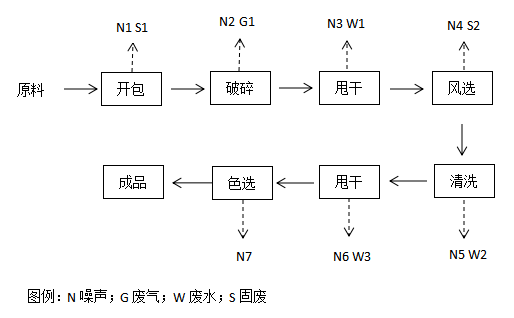 N1 S1 N2 G1 N3 W1 N4 S2
原料 开包 破碎 甩干 风选
成品 色选 甩干 清洗
N7 N6 W3 N5 W2
图例：N 噪声；G 废气；W 废水；S 固废